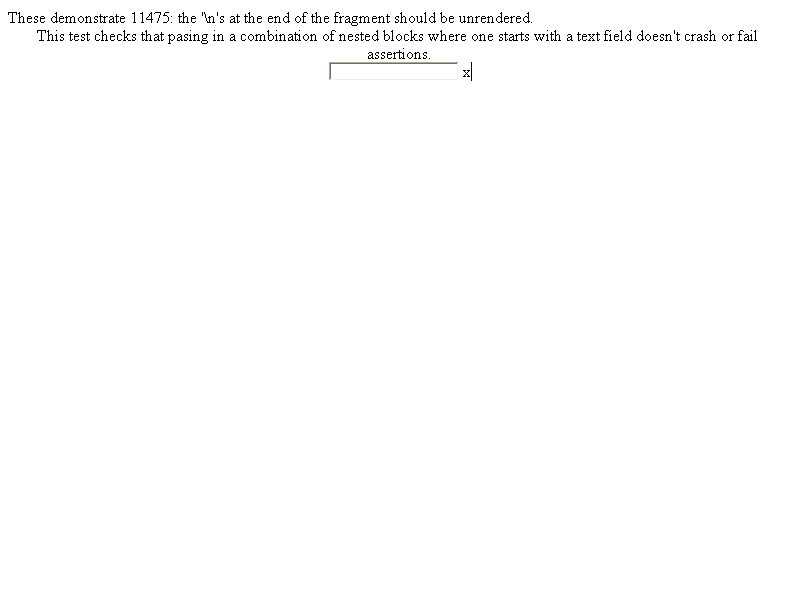 These demonstrate 11475: the '\n's at the end of the fragment should be unrendered.
This test checks that pasing in a combination of nested blocks where one starts with a text field doesn't crash or fail
assertions.
x